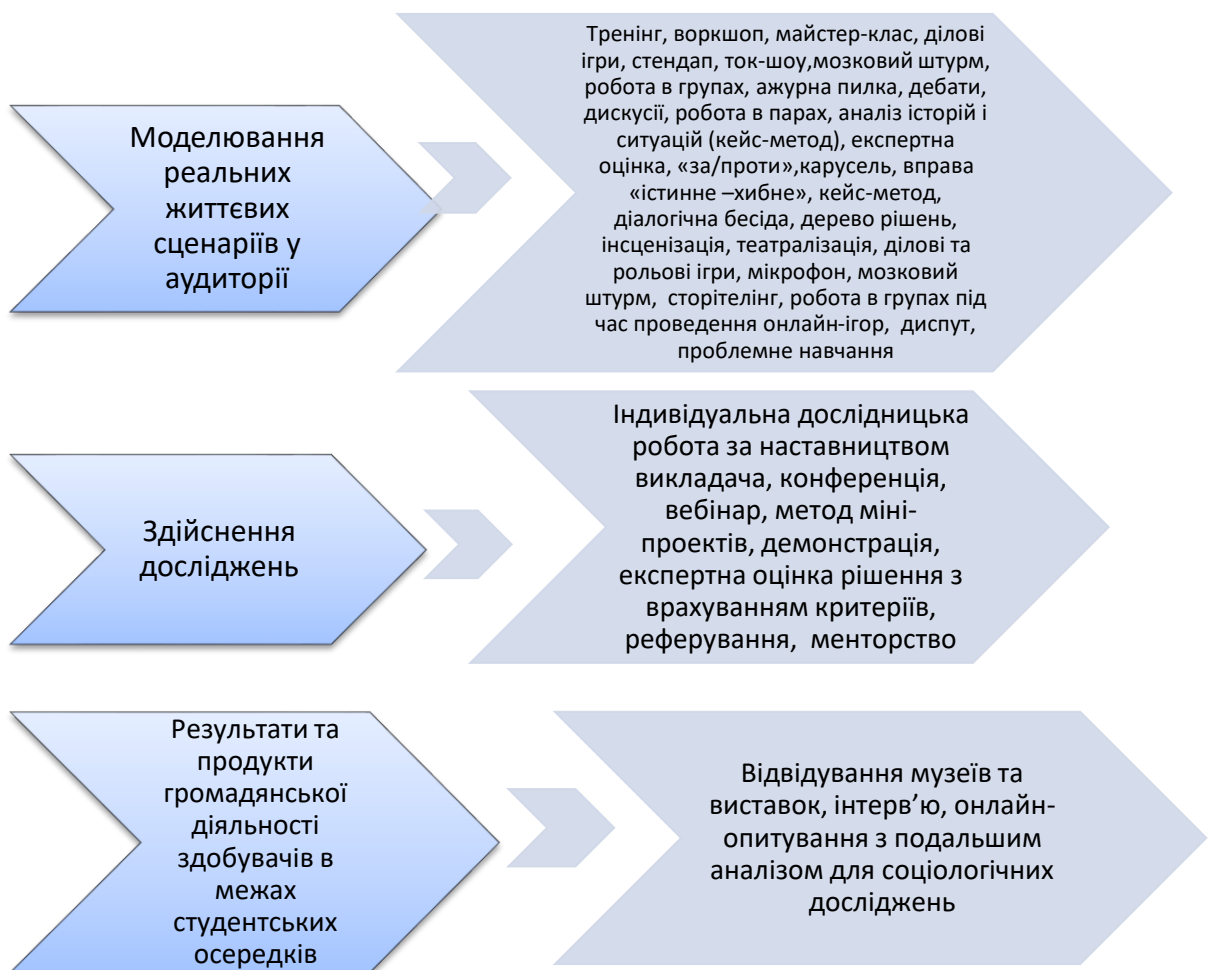 Моделювання
реальних
життєвих
сценаріїв у
аудиторії
Тренінг, воркшоп, майстер-клас, ділові
ігри, стендап, ток-шоу,мозковий штурм,
робота в групах, ажурна пилка, дебати,
дискусії, робота в парах, аналіз історій і
ситуацій (кейс-метод), експертна
оцінка, «за/проти»,карусель, вправа
«істинне –хибне», кейс-метод,
діалогічна бесіда, дерево рішень,
інсценізація, театралізація, ділові та
рольові ігри, мікрофон, мозковий
штурм, сторітелінг, робота в групах під
час проведення онлайн-ігор, диспут,
проблемне навчання
Здійснення
досліджень
Індивідуальна дослідницька
робота за наставництвом
викладача, конференція,
вебінар, метод міні-
проектів, демонстрація,
експертна оцінка рішення з
врахуванням критеріїв,
реферування, менторство
Результати та
продукти
громадянської
діяльності
здобувачів в
межах
студентських
осередків
Відвідування музеїв та
виставок, інтерв’ю, онлайн-
опитування з подальшим
аналізом для соціологічних
досліджень